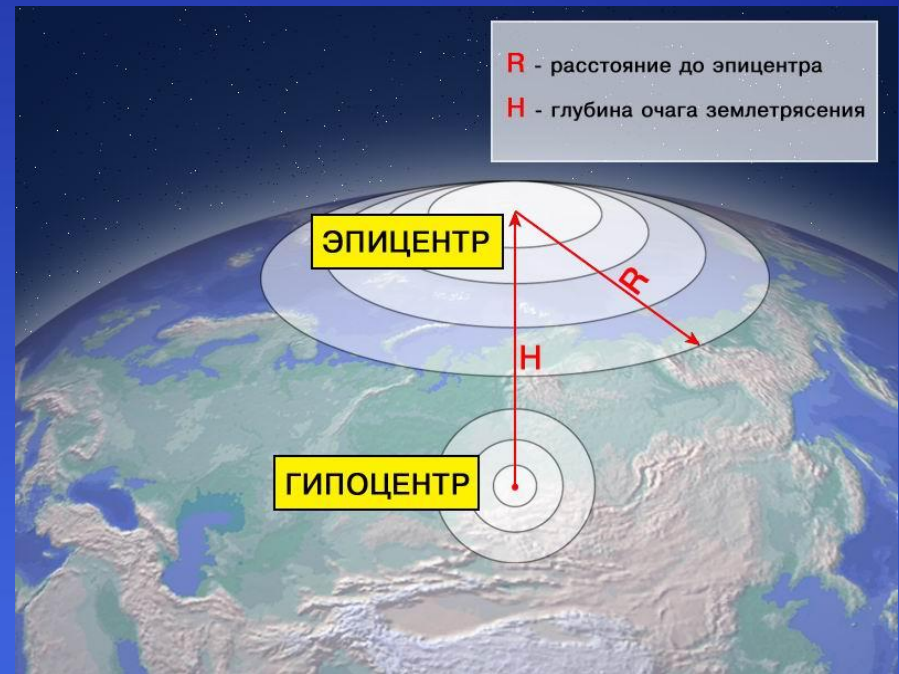 R - расстояние до эпицентра
H - глубина очага землетрясения
ЭПИЦЕНТР
R
H
ГИПОЦЕНТР